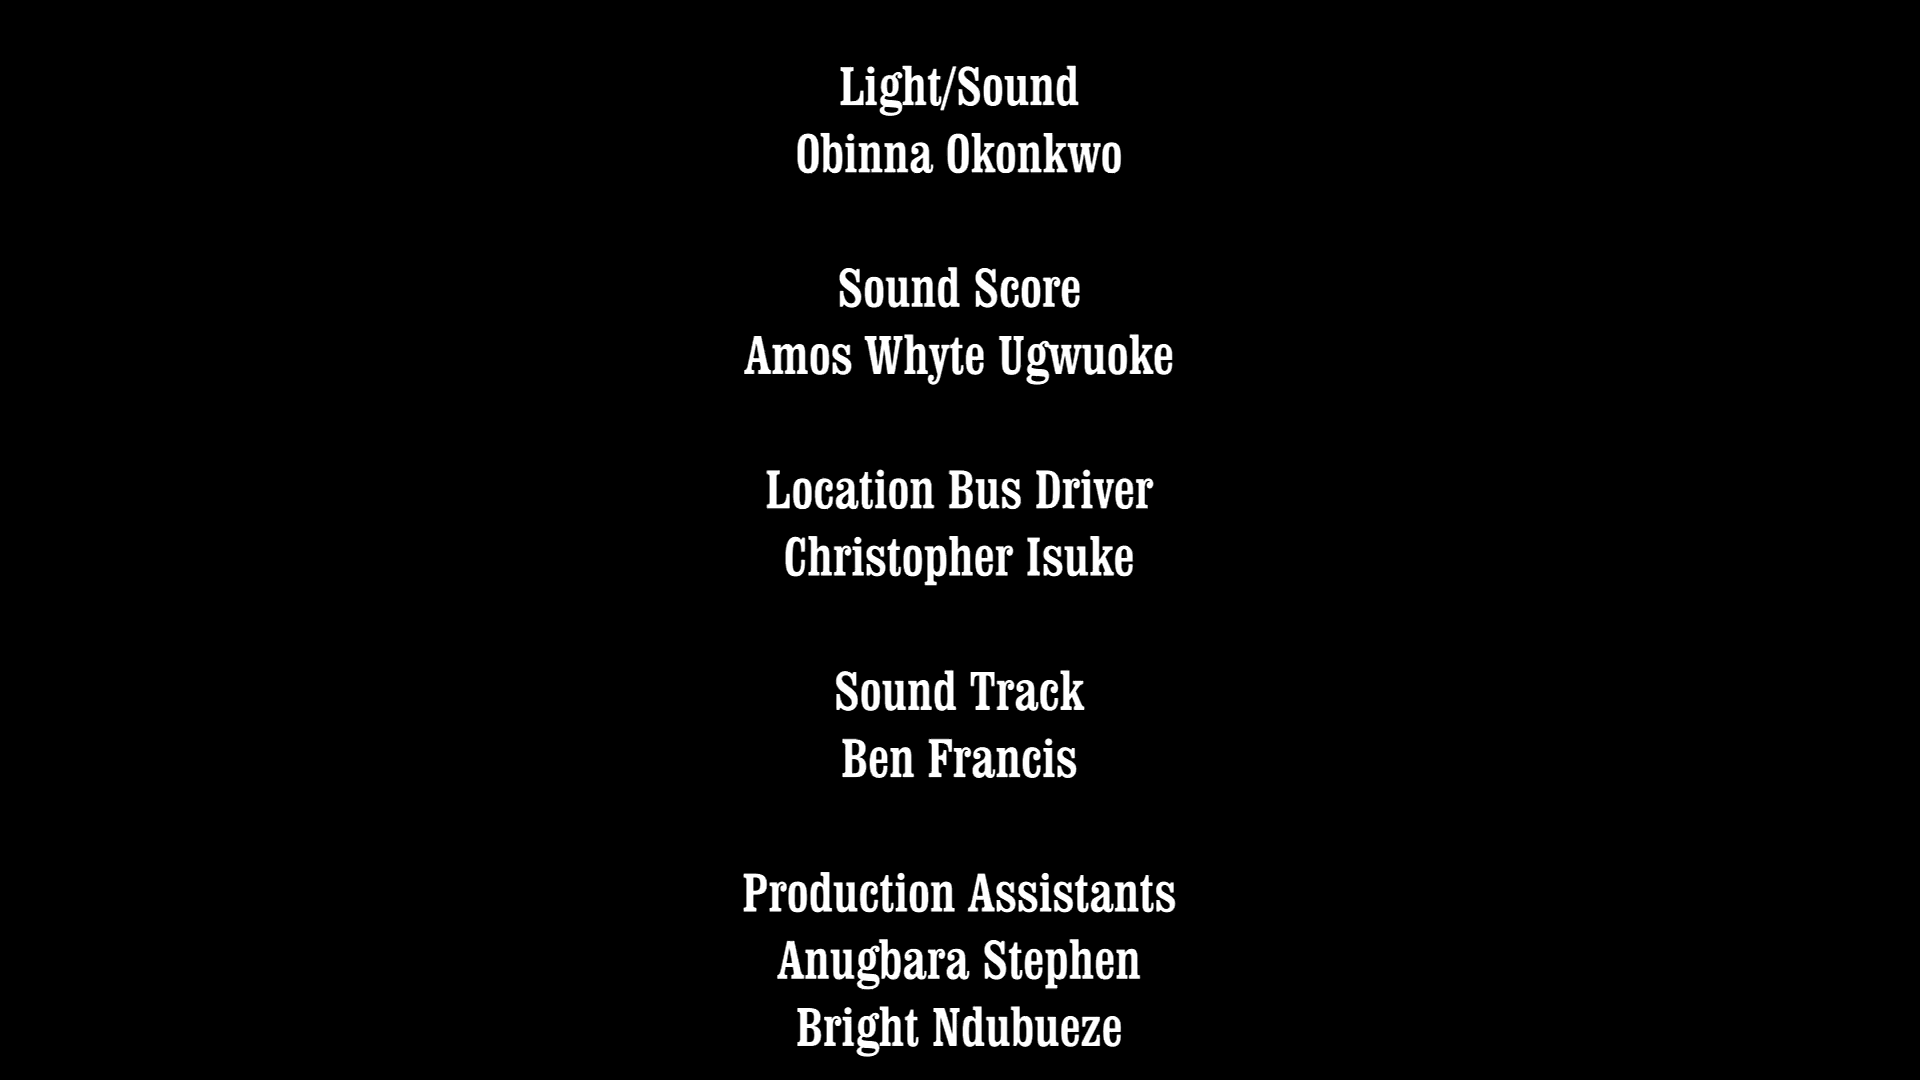 Light/Sound
Obinna Okonkwo
Sound Score
Amos Whyte Ugwuoke
Location Bus Driver
Christopher Isuke
Sound Track
Ben Francis
Production Assistants
Anugbara Stephen
Bright Ndubueze